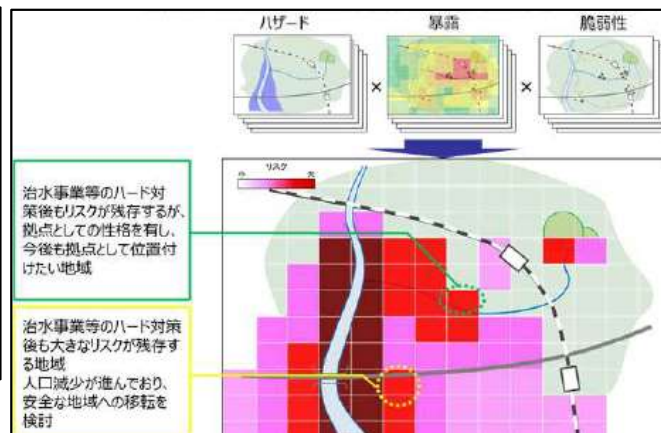 ハザード
暴露
脆弱性
×
×
リスク
小
大
治水事業等のハード対
策後もリスクが残存するが、
拠点としての性格を有し、
今後も拠点として位置付
けたい地域
治水事業等のハード対策
後も大きなリスクが残存す
る地域
人口減少が進んでおり、
安全な地域への移転を
検討